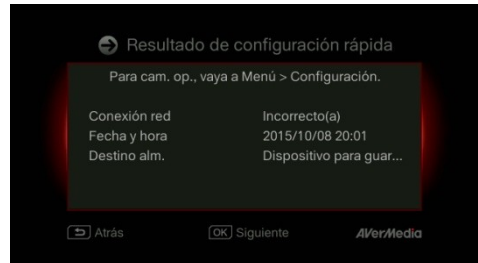 Resultado de configuración rápida
Para cam. op., vaya a Menú > Configuración.
Conexión red Incorrecto(a)
Fecha y hora 2015/10/08 20:01
Destino alm. Dispositivo para guar...
Atrás OK Siguiente AVerMedia